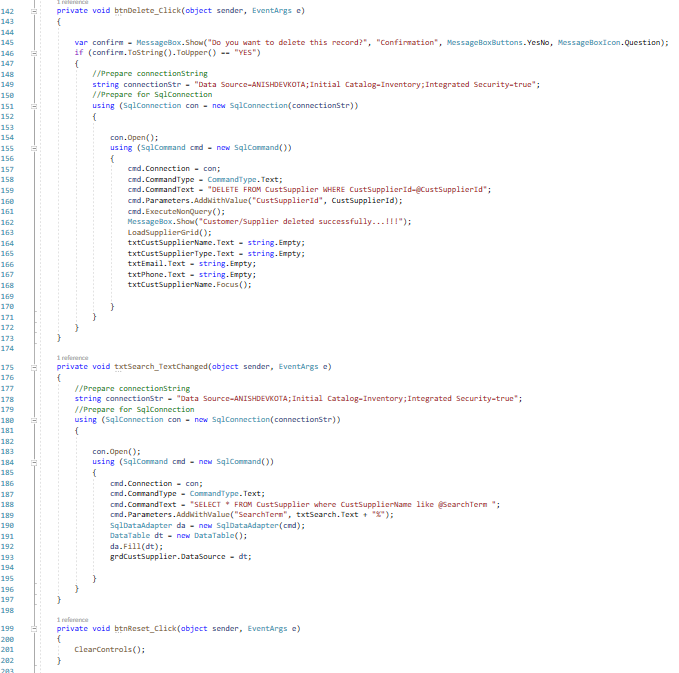 1 reference
142 private void btnDelete_Click(object sender, EventArgs e)
143 {
144
145 var confirm = MessageBox.Show("Do you want to delete this record?", "Confirmation", MessageBoxButtons.YesNo, MessageBoxIcon.Question);
146 if (confirm.ToString().ToUpper() == "YES")
147 {
148 //Prepare connectionString
149 string connectionStr = "Data Source=ANISHDEVKOTA;Initial Catalog=Inventory;Integrated Security=true";
150 //Prepare for SqlConnection
151 using (SqlConnection con = new SqlConnection(connectionStr))
152 {
153
154 con.Open();
155 using (SqlCommand cmd = new SqlCommand())
156 {
157 cmd.Connection = con;
158 cmd.CommandType = CommandType.Text;
159 cmd.CommandText = "DELETE FROM CustSupplier WHERE CustSupplierId=@CustSupplierId";
160 cmd.Parameters.AddWithValue("CustSupplierId", CustSupplierId);
161 cmd.ExecuteNonQuery();
162 MessageBox.Show("Customer/Supplier deleted successfully...!!!");
163 LoadSupplierGrid();
164 txtCustSupplierName.Text = string.Empty;
165 txtCustSupplierType.Text = string.Empty;
166 txtEmail.Text = string.Empty;
167 txtPhone.Text = string.Empty;
168 txtCustSupplierName.Focus();
169
170 }
171 }
172 }
173 }
174
1 reference
175 private void txtSearch_TextChanged(object sender, EventArgs e)
176 {
177 //Prepare connectionString
178 string connectionStr = "Data Source=ANISHDEVKOTA;Initial Catalog=Inventory;Integrated Security=true";
179 //Prepare for SqlConnection
180 using (SqlConnection con = new SqlConnection(connectionStr))
181 {
182
183 con.Open();
184 using (SqlCommand cmd = new SqlCommand())
185 {
186 cmd.Connection = con;
187 cmd.CommandType = CommandType.Text;
188 cmd.CommandText = "SELECT * FROM CustSupplier where CustSupplierName like @SearchTerm ";
189 cmd.Parameters.AddWithValue("SearchTerm", txtSearch.Text + "%");
190 SqlDataAdapter da = new SqlDataAdapter(cmd);
191 DataTable dt = new DataTable();
192 da.Fill(dt);
193 grdCustSupplier.DataSource = dt;
194
195 }
196 }
197 }
198
1 reference
199 private void btnReset_Click(object sender, EventArgs e)
200 {
201 ClearControls();
202 }
203